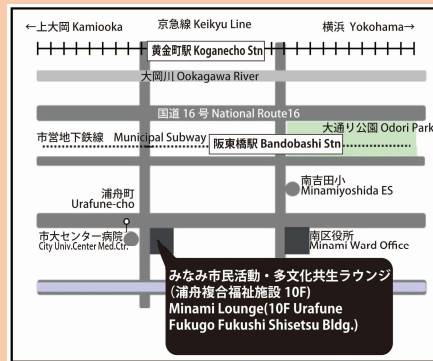 ←上大岡 Kamiooka
京急線 Keikyu Line
横浜 Yokohama→
黄金町駅 Koganecho Stn
大岡川 Ookagawa River
国道 16 号 National Route16
大通り公園 Odori Park
市営地下鉄線 Municipal Subway
阪東橋駅 Bandobashi Stn
南吉田小
Minamiyoshida ES
浦舟町
Urafune-cho
市大センター病院
City Univ.Center Med.Ctr.
南区役所
Minami Ward Office
みなみ市民活動・多文化共生ラウンジ
（浦舟複合福祉施設 10F）
Minami Lounge(10F Urafune
Fukugo Fukushi Shisetsu Bldg.)